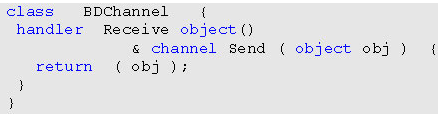 class BDChannel {
handler Receive object()
& channel Send ( object obj ) {
return ( obj );
}
}